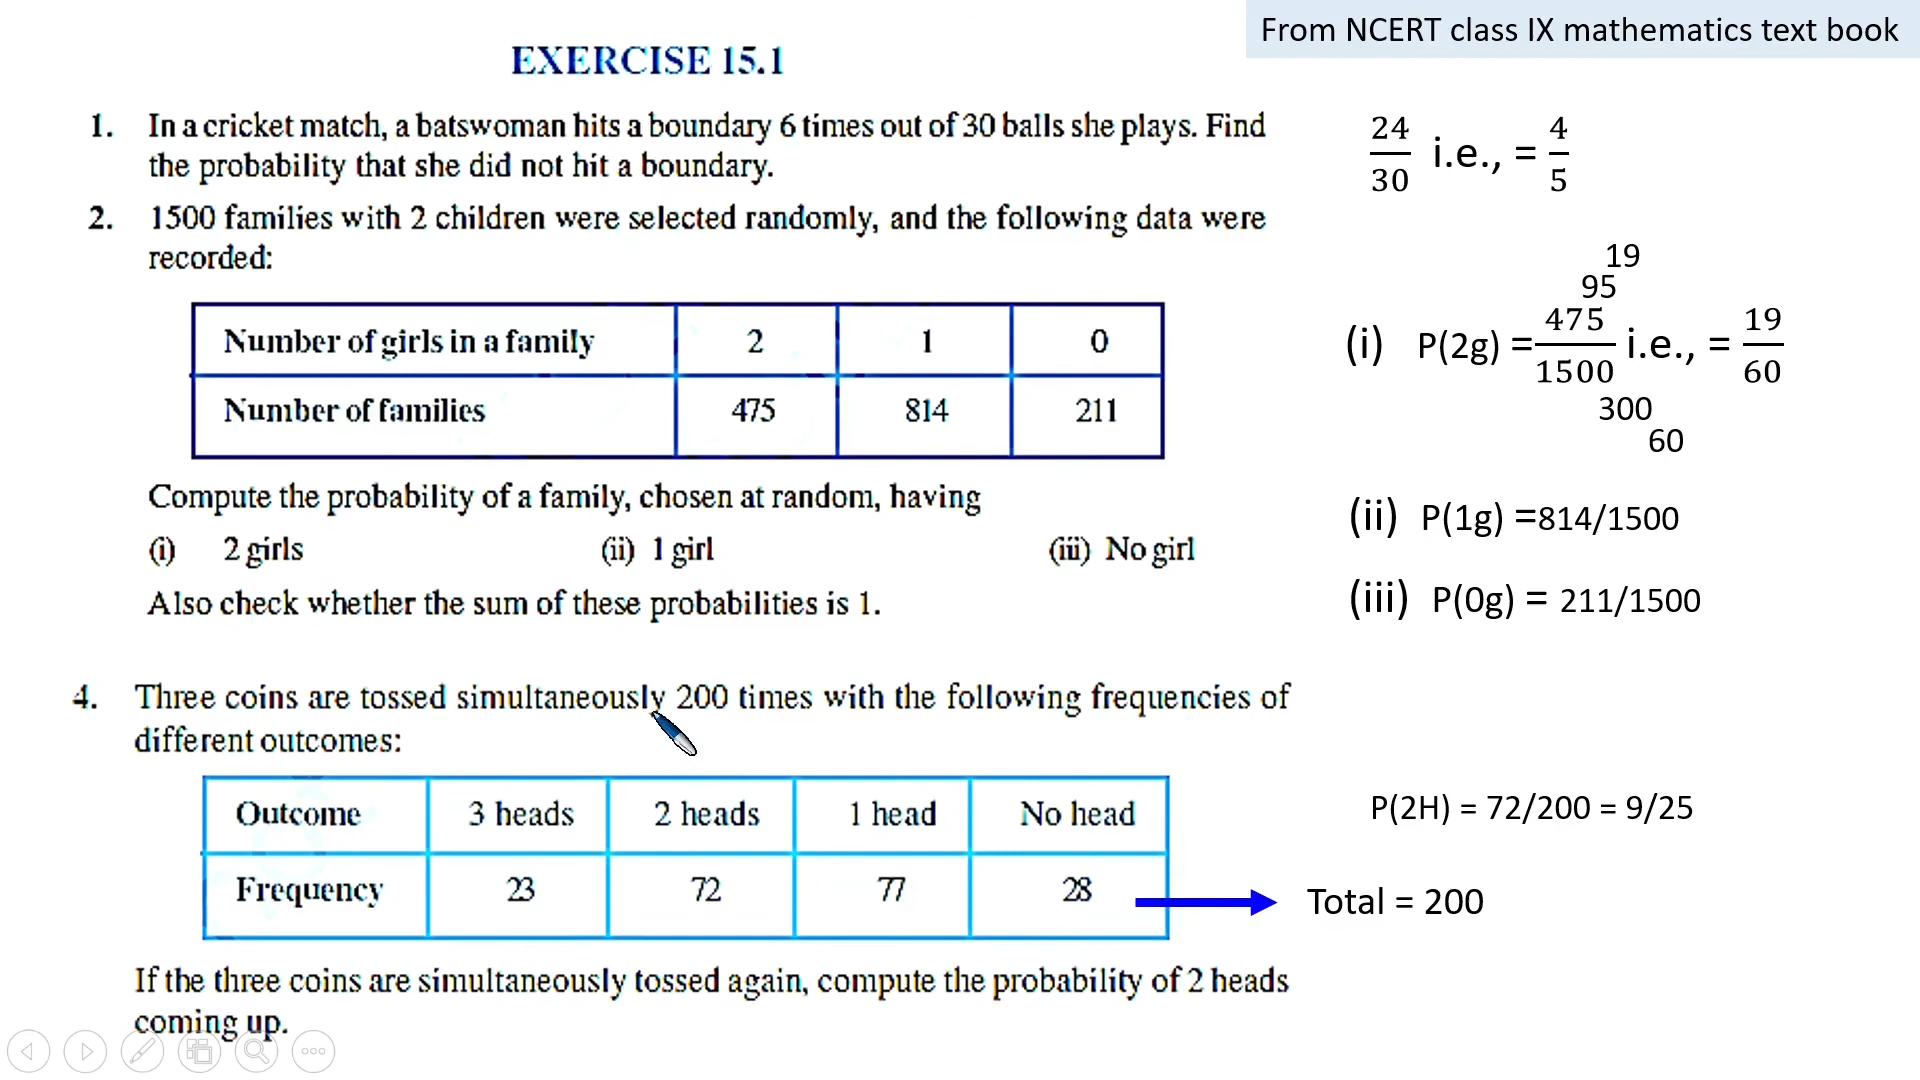 From NCERT class IX mathematics text book
EXERCISE 15.1
1. In a cricket match, a batswoman hits a boundary 6 times out of 30 balls she plays. Find
the probability that she did not hit a boundary.
24/30 i.e., = 4/5
2. 1500 families with 2 children were selected randomly, and the following data were
recorded:
Number of girls in a family 2 1 0
Number of families 475 814 211
19
95
(i) P(2g) = 475/1500 i.e., = 19/60
300
60
Compute the probability of a family, chosen at random, having
(i) 2 girls (ii) 1 girl (iii) No girl
Also check whether the sum of these probabilities is 1.
(ii) P(1g) =814/1500
(iii) P(0g) = 211/1500
4. Three coins are tossed simultaneously 200 times with the following frequencies of
different outcomes:
Outcome 3 heads 2 heads 1 head No head
Frequency 23 72 77 28
P(2H) = 72/200 = 9/25
Total = 200
If the three coins are simultaneously tossed again, compute the probability of 2 heads
coming up.